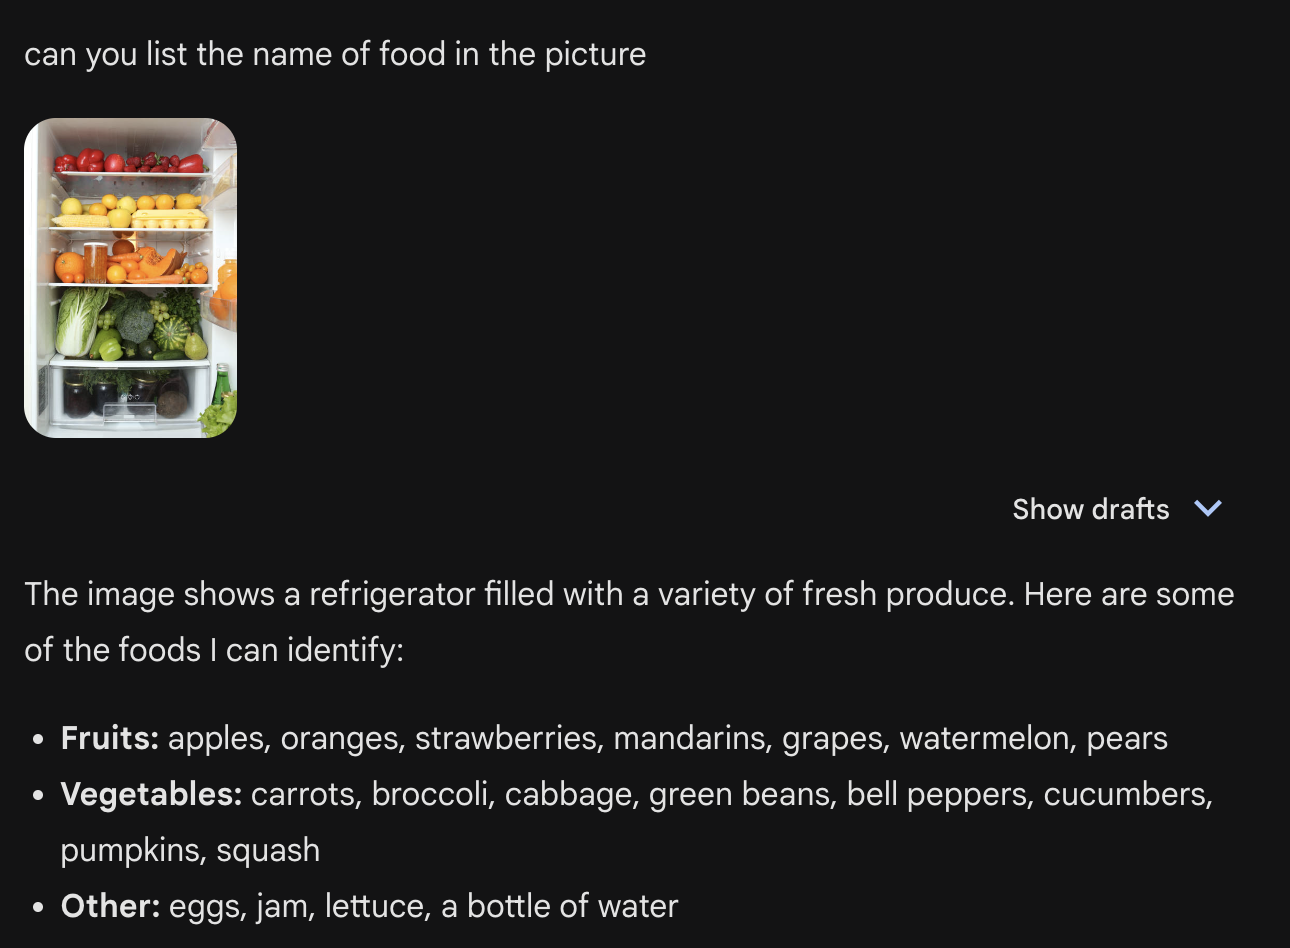 can you list the name of food in the picture
Show drafts
The image shows a refrigerator filled with a variety of fresh produce. Here are some
of the foods I can identify:
• Fruits: apples, oranges, strawberries, mandarins, grapes, watermelon, pears
• Vegetables: carrots, broccoli, cabbage, green beans, bell peppers, cucumbers,
pumpkins, squash
• Other: eggs, jam, lettuce, a bottle of water